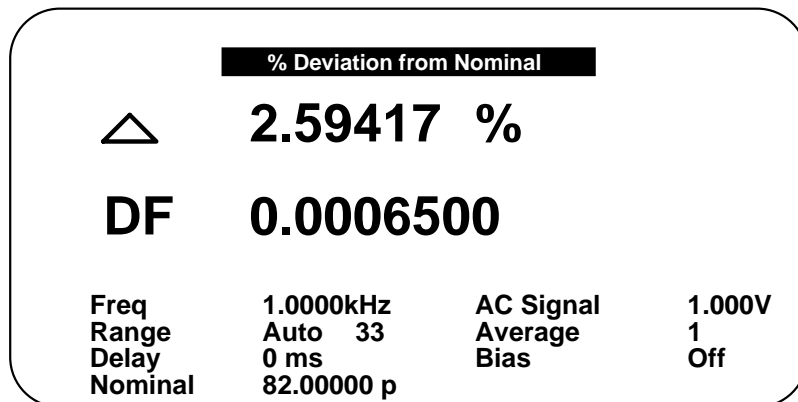 % Deviation from Nominal
2.59417 %
DF 0.0006500
Freq 1.0000kHz AC Signal 1.000V
Range Auto 33 Average 1
Delay 0 ms Bias Off
Nominal 82.00000 p